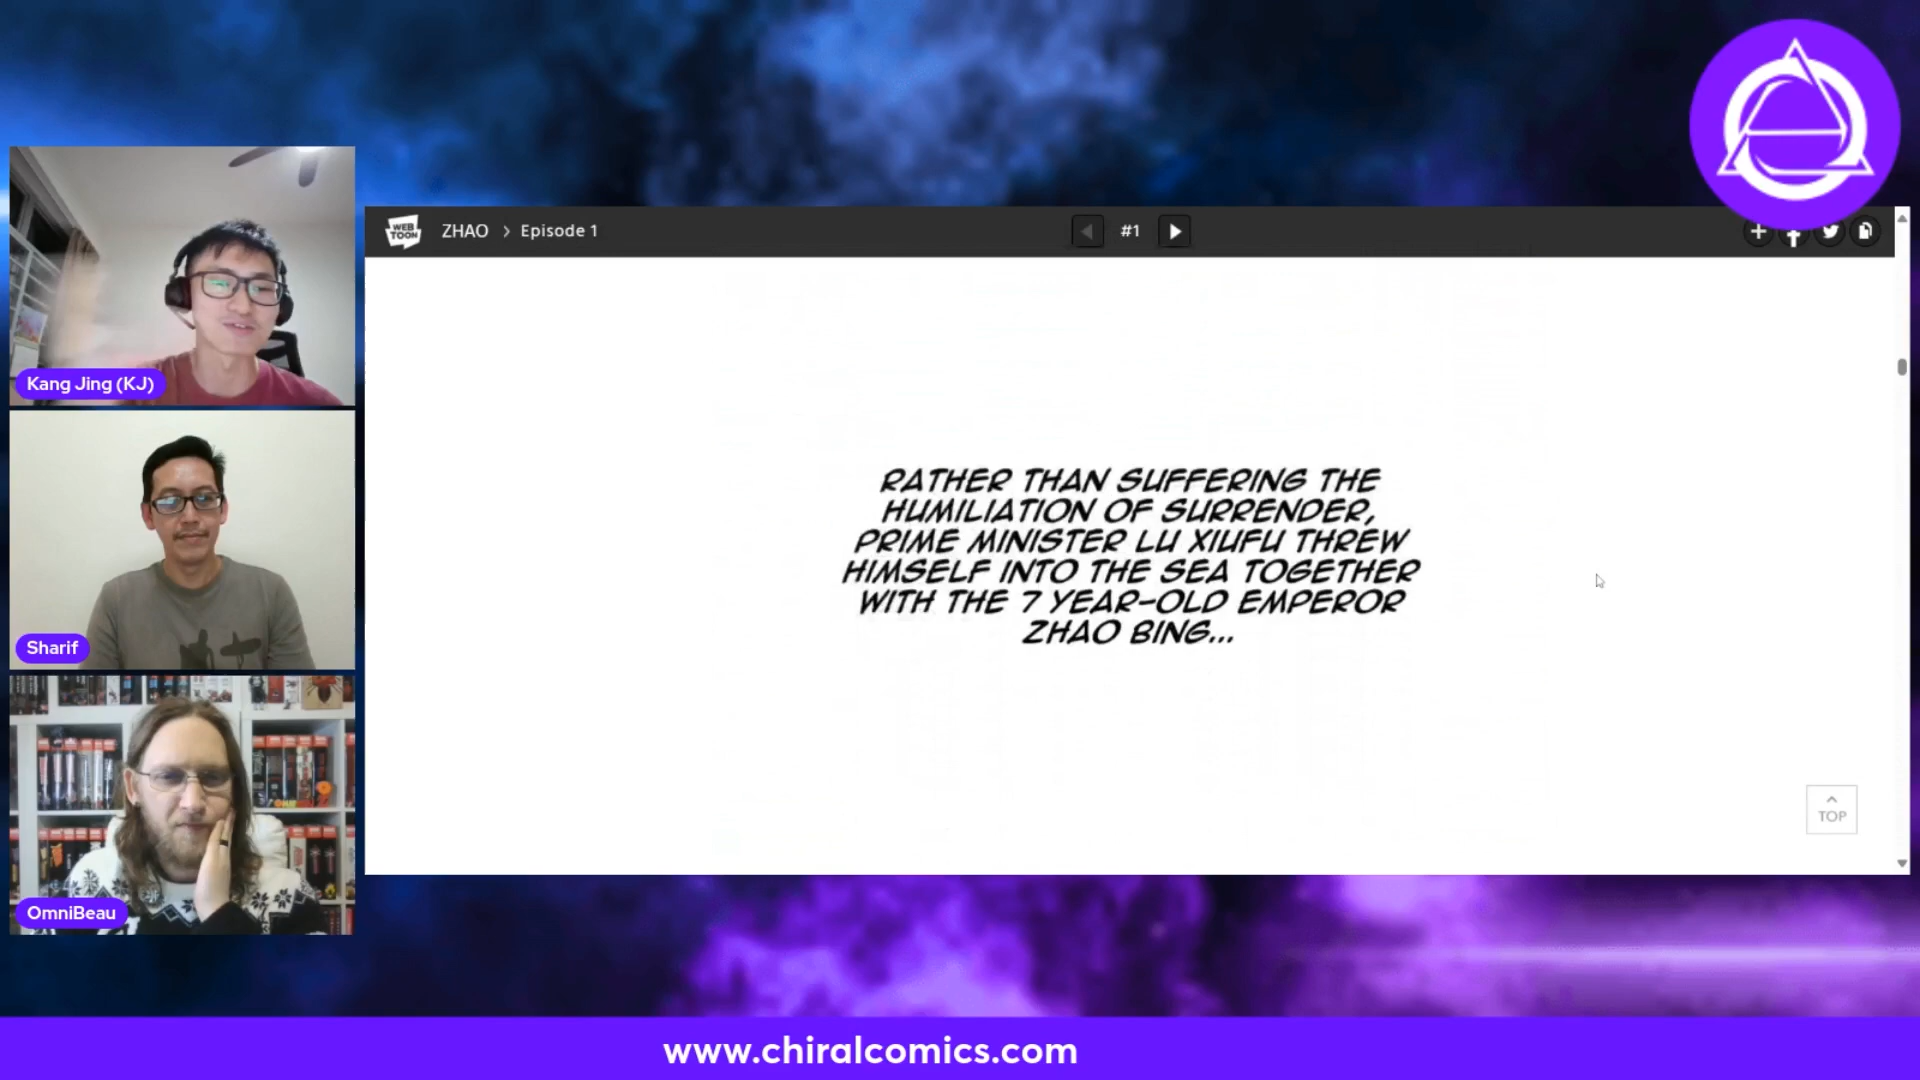 WEB
TOON
ZHAO > Episode 1
#1
Kang Jing (KJ)
RATHER THAN SUFFERING THE
HUMILIATION OF SURRENDER,
PRIME MINISTER LU XIUFU THREW
HIMSELF INTO THE SEA TOGETHER
WITH THE 7 YEAR-OLD EMPEROR
ZHAO BING...
Sharif
TOP
OmniBeau
www.chiralcomics.com